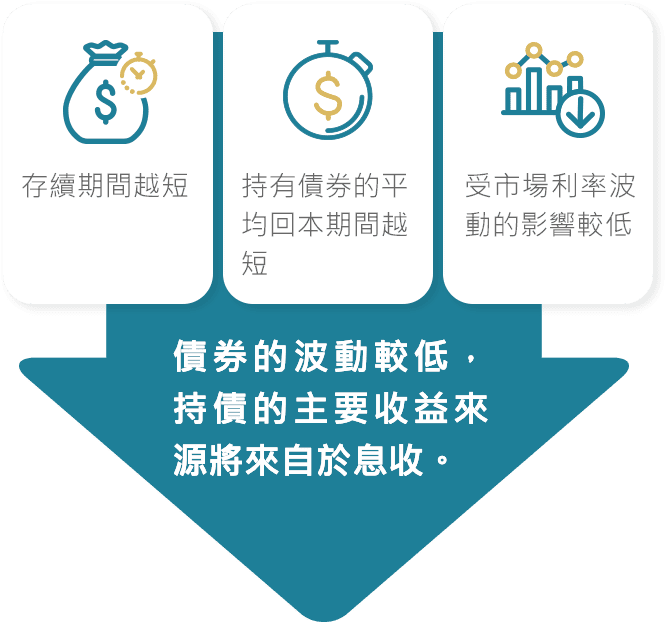 存續期間越短
持有債券的平
均回本期間越
短
受市場利率波
動的影響較低
債券的波動較低，
持債的主要收益來
源將來自於息收。